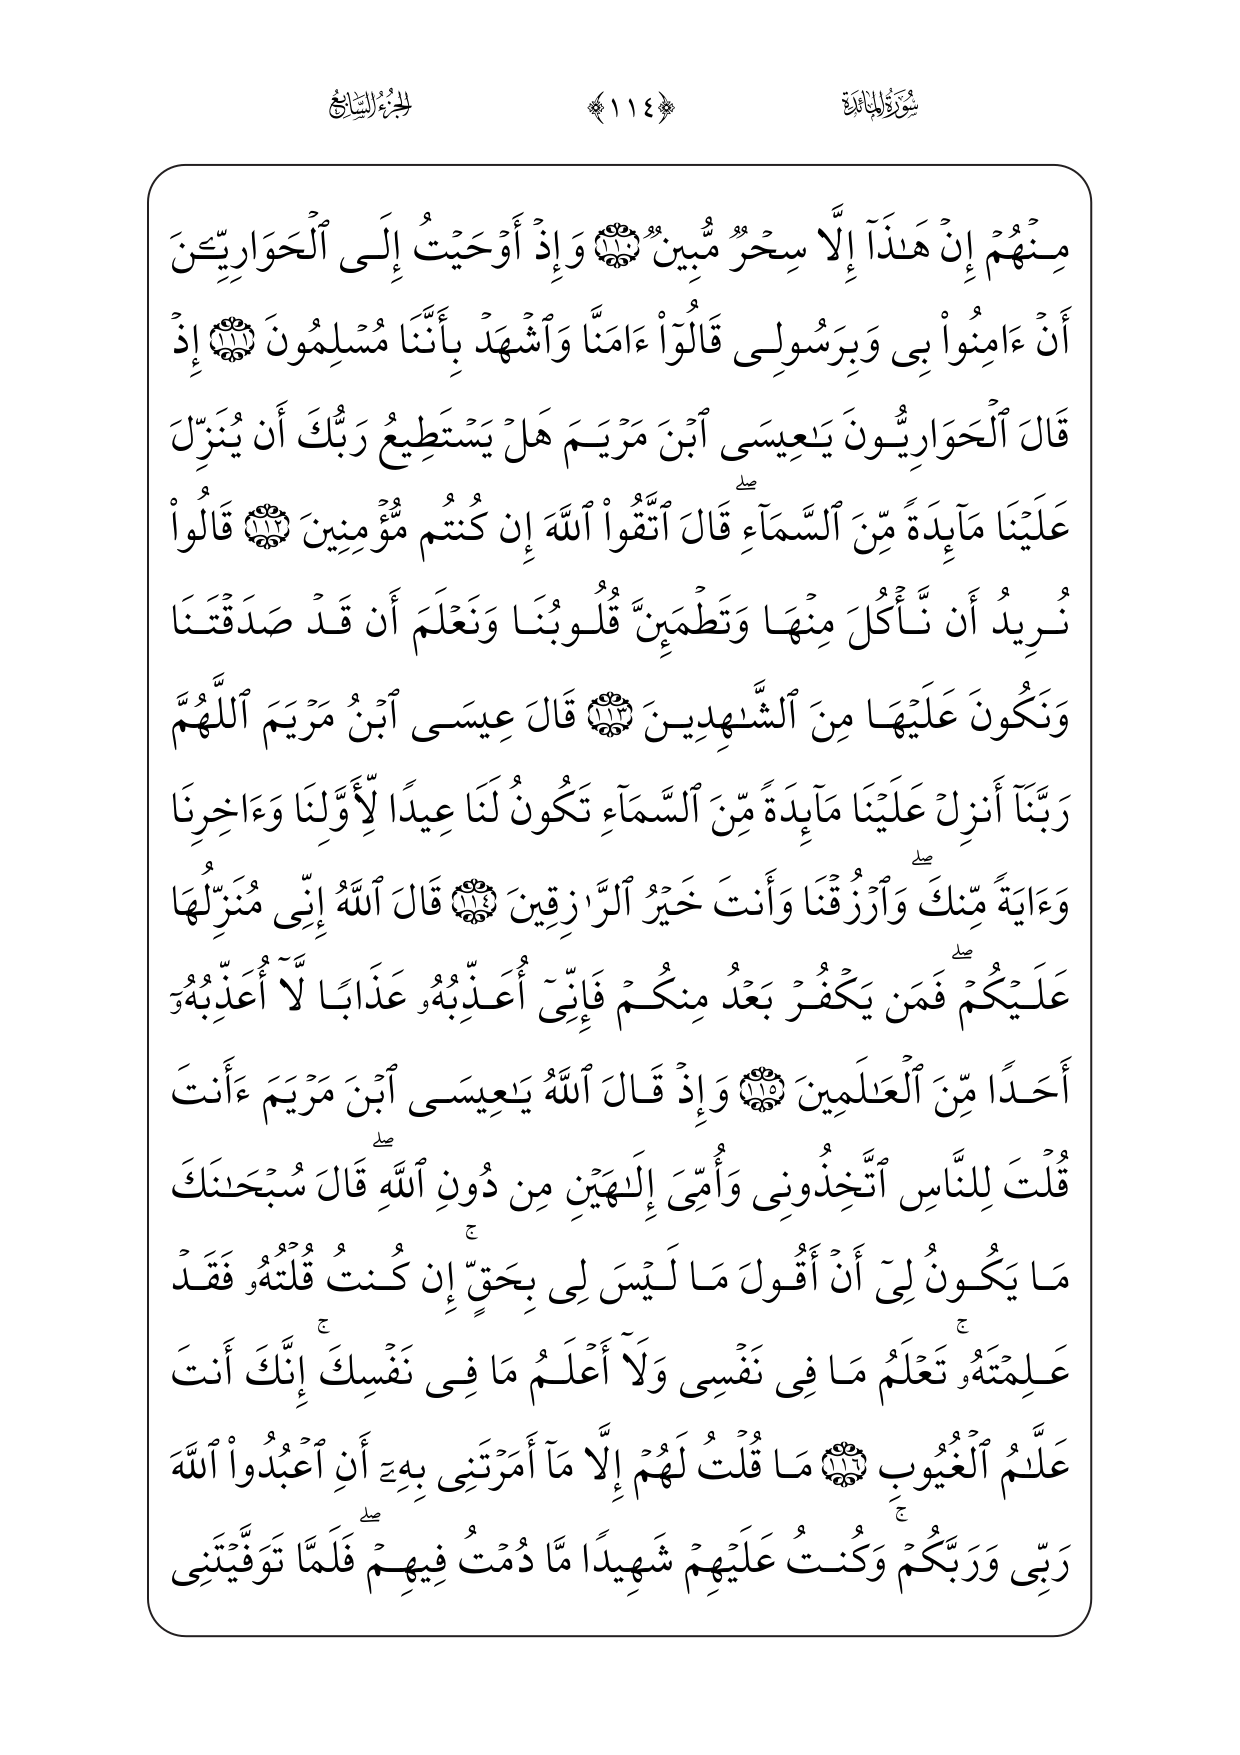 سُورَةُ المَائدَة ﴿١١٤﴾ الجُزْءُ السَّابِعُ
مِنْهُمْ إِنْ هَٰذَآ إِلَّا سِحْرٌ مُّبِينٌ ١١٠ وَإِذْ أَوْحَيْتُ إِلَى ٱلْحَوَارِيِّـۧنَ
أَنْ ءَامِنُوا۟ بِى وَبِرَسُولِى قَالُوٓا۟ ءَامَنَّا وَٱشْهَدْ بِأَنَّنَا مُسْلِمُونَ ١١١ إِذْ
قَالَ ٱلْحَوَارِيُّونَ يَـٰعِيسَى ٱبْنَ مَرْيَمَ هَلْ يَسْتَطِيعُ رَبُّكَ أَن يُنَزِّلَ
عَلَيْنَا مَآئِدَةً مِّنَ ٱلسَّمَآءِ ۖ قَالَ ٱتَّقُوا۟ ٱللَّهَ إِن كُنتُم مُّؤْمِنِينَ ١١٢ قَالُوا۟
نُرِيدُ أَن نَّأْكُلَ مِنْهَا وَتَطْمَئِنَّ قُلُوبُنَا وَنَعْلَمَ أَن قَدْ صَدَقْتَنَا
وَنَكُونَ عَلَيْهَا مِنَ ٱلشَّـٰهِدِينَ ١١٣ قَالَ عِيسَى ٱبْنُ مَرْيَمَ ٱللَّهُمَّ
رَبَّنَآ أَنزِلْ عَلَيْنَا مَآئِدَةً مِّنَ ٱلسَّمَآءِ تَكُونُ لَنَا عِيدًا لِّأَوَّلِنَا وَءَاخِرِنَا
وَءَايَةً مِّنكَ ۖ وَٱرْزُقْنَا وَأَنتَ خَيْرُ ٱلرَّٰزِقِينَ ١١٤ قَالَ ٱللَّهُ إِنِّى مُنَزِّلُهَا
عَلَيْكُمْ ۖ فَمَن يَكْفُرْ بَعْدُ مِنكُمْ فَإِنِّىٓ أُعَذِّبُهُۥ عَذَابًا لَّآ أُعَذِّبُهُۥٓ
أَحَدًا مِّنَ ٱلْعَـٰلَمِينَ ١١٥ وَإِذْ قَالَ ٱللَّهُ يَـٰعِيسَى ٱبْنَ مَرْيَمَ ءَأَنتَ
قُلْتَ لِلنَّاسِ ٱتَّخِذُونِى وَأُمِّىَ إِلَـٰهَيْنِ مِن دُونِ ٱللَّهِ ۖ قَالَ سُبْحَـٰنَكَ
مَا يَكُونُ لِىٓ أَنْ أَقُولَ مَا لَيْسَ لِى بِحَقٍّ ۚ إِن كُنتُ قُلْتُهُۥ فَقَدْ
عَلِمْتَهُۥ ۚ تَعْلَمُ مَا فِى نَفْسِى وَلَآ أَعْلَمُ مَا فِى نَفْسِكَ ۚ إِنَّكَ أَنتَ
عَلَّـٰمُ ٱلْغُيُوبِ ١١٦ مَا قُلْتُ لَهُمْ إِلَّا مَآ أَمَرْتَنِى بِهِۦٓ أَنِ ٱعْبُدُوا۟ ٱللَّهَ
رَبِّى وَرَبَّكُمْ ۚ وَكُنتُ عَلَيْهِمْ شَهِيدًا مَّا دُمْتُ فِيهِمْ ۖ فَلَمَّا تَوَفَّيْتَنِى